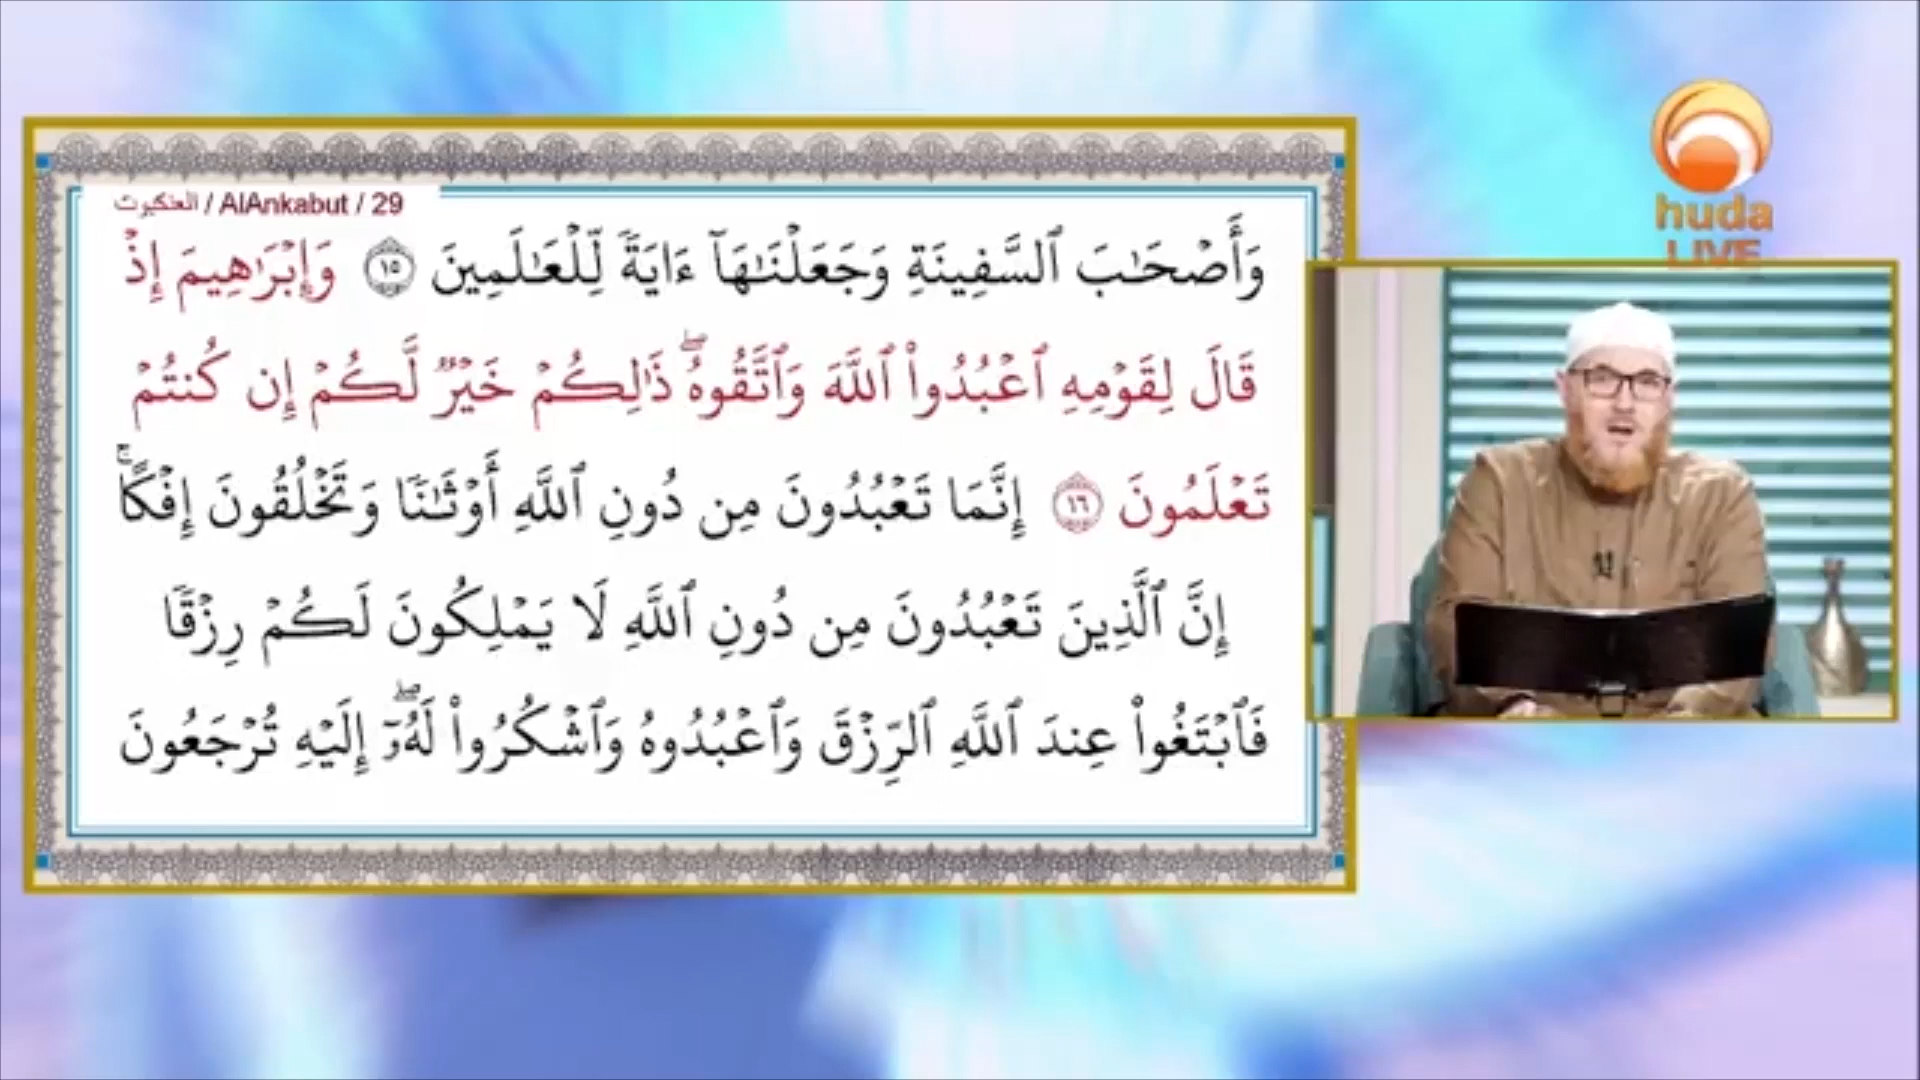 العنكبوت / AlAnkabut / 29
وَأَصْحَٰبَ ٱلسَّفِينَةِ وَجَعَلْنَٰهَآ ءَايَةً لِّلْعَٰلَمِينَ ١٥ وَإِبْرَٰهِيمَ إِذْ
قَالَ لِقَوْمِهِ ٱعْبُدُوا۟ ٱللَّهَ وَٱتَّقُوهُ ۖ ذَٰلِكُمْ خَيْرٌ لَّكُمْ إِن كُنتُمْ
تَعْلَمُونَ ١٦ إِنَّمَا تَعْبُدُونَ مِن دُونِ ٱللَّهِ أَوْثَٰنًا وَتَخْلُقُونَ إِفْكًا ۚ
إِنَّ ٱلَّذِينَ تَعْبُدُونَ مِن دُونِ ٱللَّهِ لَا يَمْلِكُونَ لَكُمْ رِزْقًا
فَٱبْتَغُوا۟ عِندَ ٱللَّهِ ٱلرِّزْقَ وَٱعْبُدُوهُ وَٱشْكُرُوا۟ لَهُۥٓ ۖ إِلَيْهِ تُرْجَعُونَ
huda
LIVE